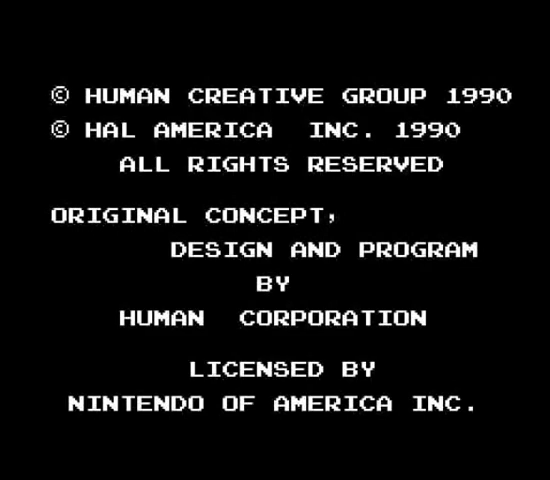 © HUMAN CREATIVE GROUP 1990
© HAL AMERICA INC. 1990
ALL RIGHTS RESERVED
ORIGINAL CONCEPT,
DESIGN AND PROGRAM
BY
HUMAN CORPORATION
LICENSED BY
NINTENDO OF AMERICA INC.